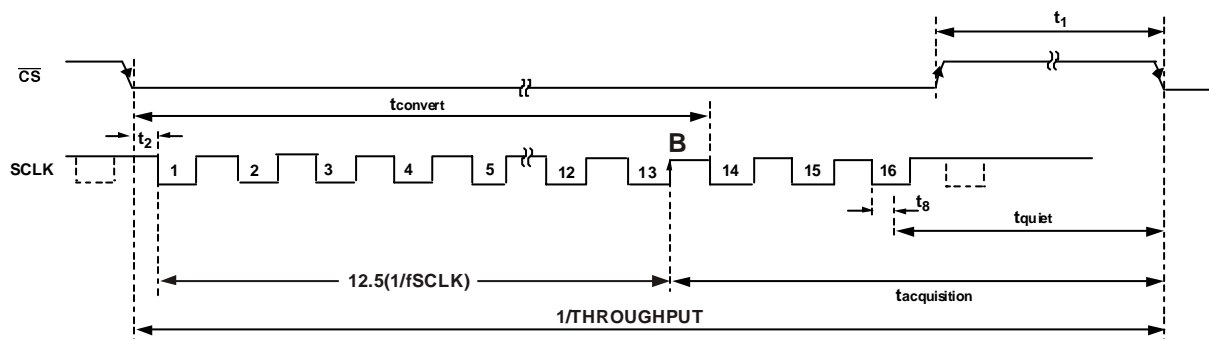 t1
CS
tconvert
t2
B
SCLK
1 2 3 4 5 12 13 14 15 16
t8
tquiet
12.5(1/fSCLK)
tacquisition
1/THROUGHPUT